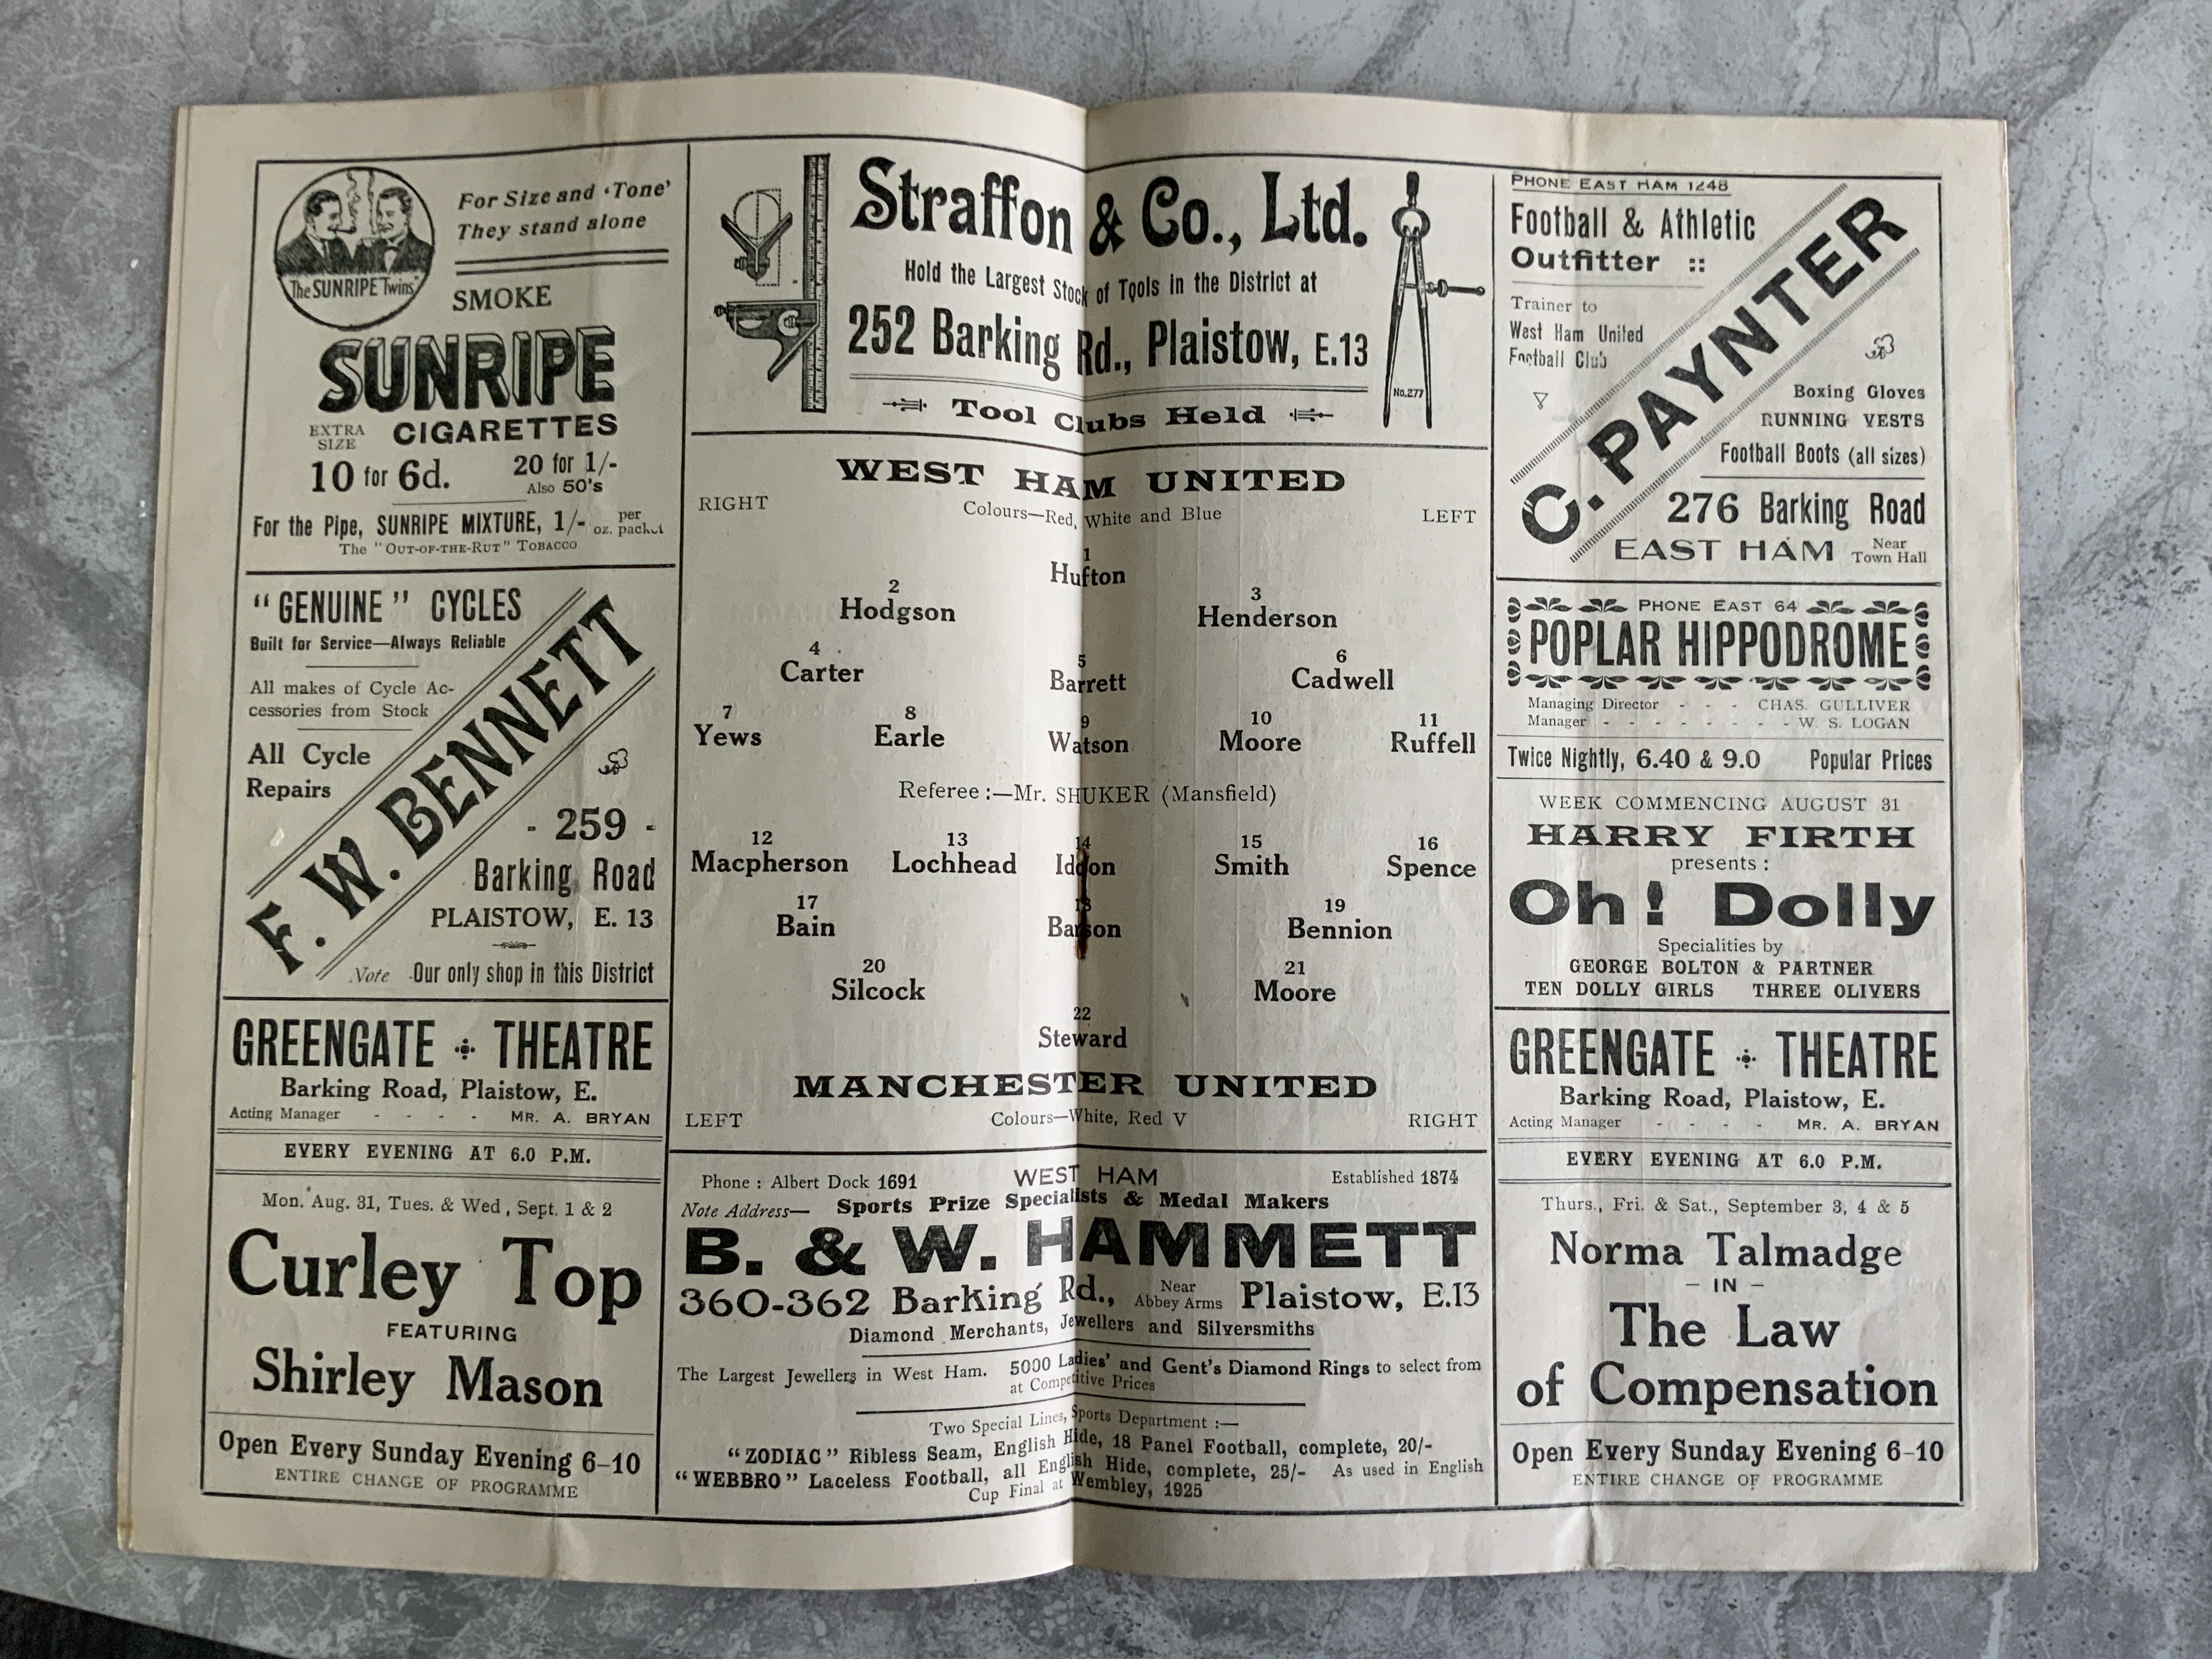 For Size and 'Tone'
They stand alone
The SUNRIPE Twins
SMOKE
SUNRIPE
EXTRA SIZE CIGARETTES
10 for 6d. 20 for 1/-
Also 50's
For the Pipe, SUNRIPE MIXTURE, 1/- per oz. packet
The "OUT-OF-THE-RUT" TOBACCO
"GENUINE" CYCLES
Built for Service—Always Reliable
All makes of Cycle Ac-
cessories from Stock
All Cycle
Repairs
F. W. BENNETT
- 259 -
Barking Road
PLAISTOW, E. 13
Note - Our only shop in this District
GREENGATE THEATRE
Barking Road, Plaistow, E.
Acting Manager - - - - MR. A. BRYAN
EVERY EVENING AT 6.0 P.M.
Mon. Aug. 31, Tues. & Wed, Sept. 1 & 2
Curley Top
FEATURING
Shirley Mason
Open Every Sunday Evening 6-10
ENTIRE CHANGE OF PROGRAMME
Straffon & Co., Ltd.
Hold the Largest Stock of Tools in the District at
252 Barking Rd., Plaistow, E.13
No.277
Tool Clubs Held
WEST HAM UNITED
RIGHT Colours—Red, White and Blue LEFT
1
Hufton
2 3
Hodgson Henderson
4 5 6
Carter Barrett Cadwell
7 8 9 10 11
Yews Earle Watson Moore Ruffell
Referee:—Mr. SHUKER (Mansfield)
12 13 14 15 16
Macpherson Lochhead Iddon Smith Spence
17 18 19
Bain Barson Bennion
20 21
Silcock Moore
22
Steward
MANCHESTER UNITED
LEFT Colours—White, Red V RIGHT
Phone: Albert Dock 1691 WEST HAM Established 1874
Note Address— Sports Prize Specialists & Medal Makers
B. & W. HAMMETT
360-362 Barking Rd., Near Abbey Arms Plaistow, E.13
Diamond Merchants, Jewellers and Silversmiths
The Largest Jewellers in West Ham. 5000 Ladies' and Gent's Diamond Rings to select from
at Competitive Prices
Two Special Lines, Sports Department:—
"ZODIAC" Ribless Seam, English Hide, 18 Panel Football, complete, 20/-
"WEBBRO" Laceless Football, all English Hide, complete, 25/- As used in English
Cup Final at Wembley, 1925
PHONE EAST HAM 1248
Football & Athletic
Outfitter ::
Trainer to
West Ham United
Football Club
C. PAYNTER
Boxing Gloves
RUNNING VESTS
Football Boots (all sizes)
276 Barking Road
EAST HAM Near Town Hall
PHONE EAST 64
POPLAR HIPPODROME
Managing Director - - - CHAS. GULLIVER
Manager - - - - - - - - W. S. LOGAN
Twice Nightly, 6.40 & 9.0 Popular Prices
WEEK COMMENCING AUGUST 31
HARRY FIRTH
presents:
Oh! Dolly
Specialities by
GEORGE BOLTON & PARTNER
TEN DOLLY GIRLS THREE OLIVERS
GREENGATE THEATRE
Barking Road, Plaistow, E.
Acting Manager - - - - MR. A. BRYAN
EVERY EVENING AT 6.0 P.M.
Thurs., Fri. & Sat., September 3, 4 & 5
Norma Talmadge
- IN -
The Law
of Compensation
Open Every Sunday Evening 6-10
ENTIRE CHANGE OF PROGRAMME